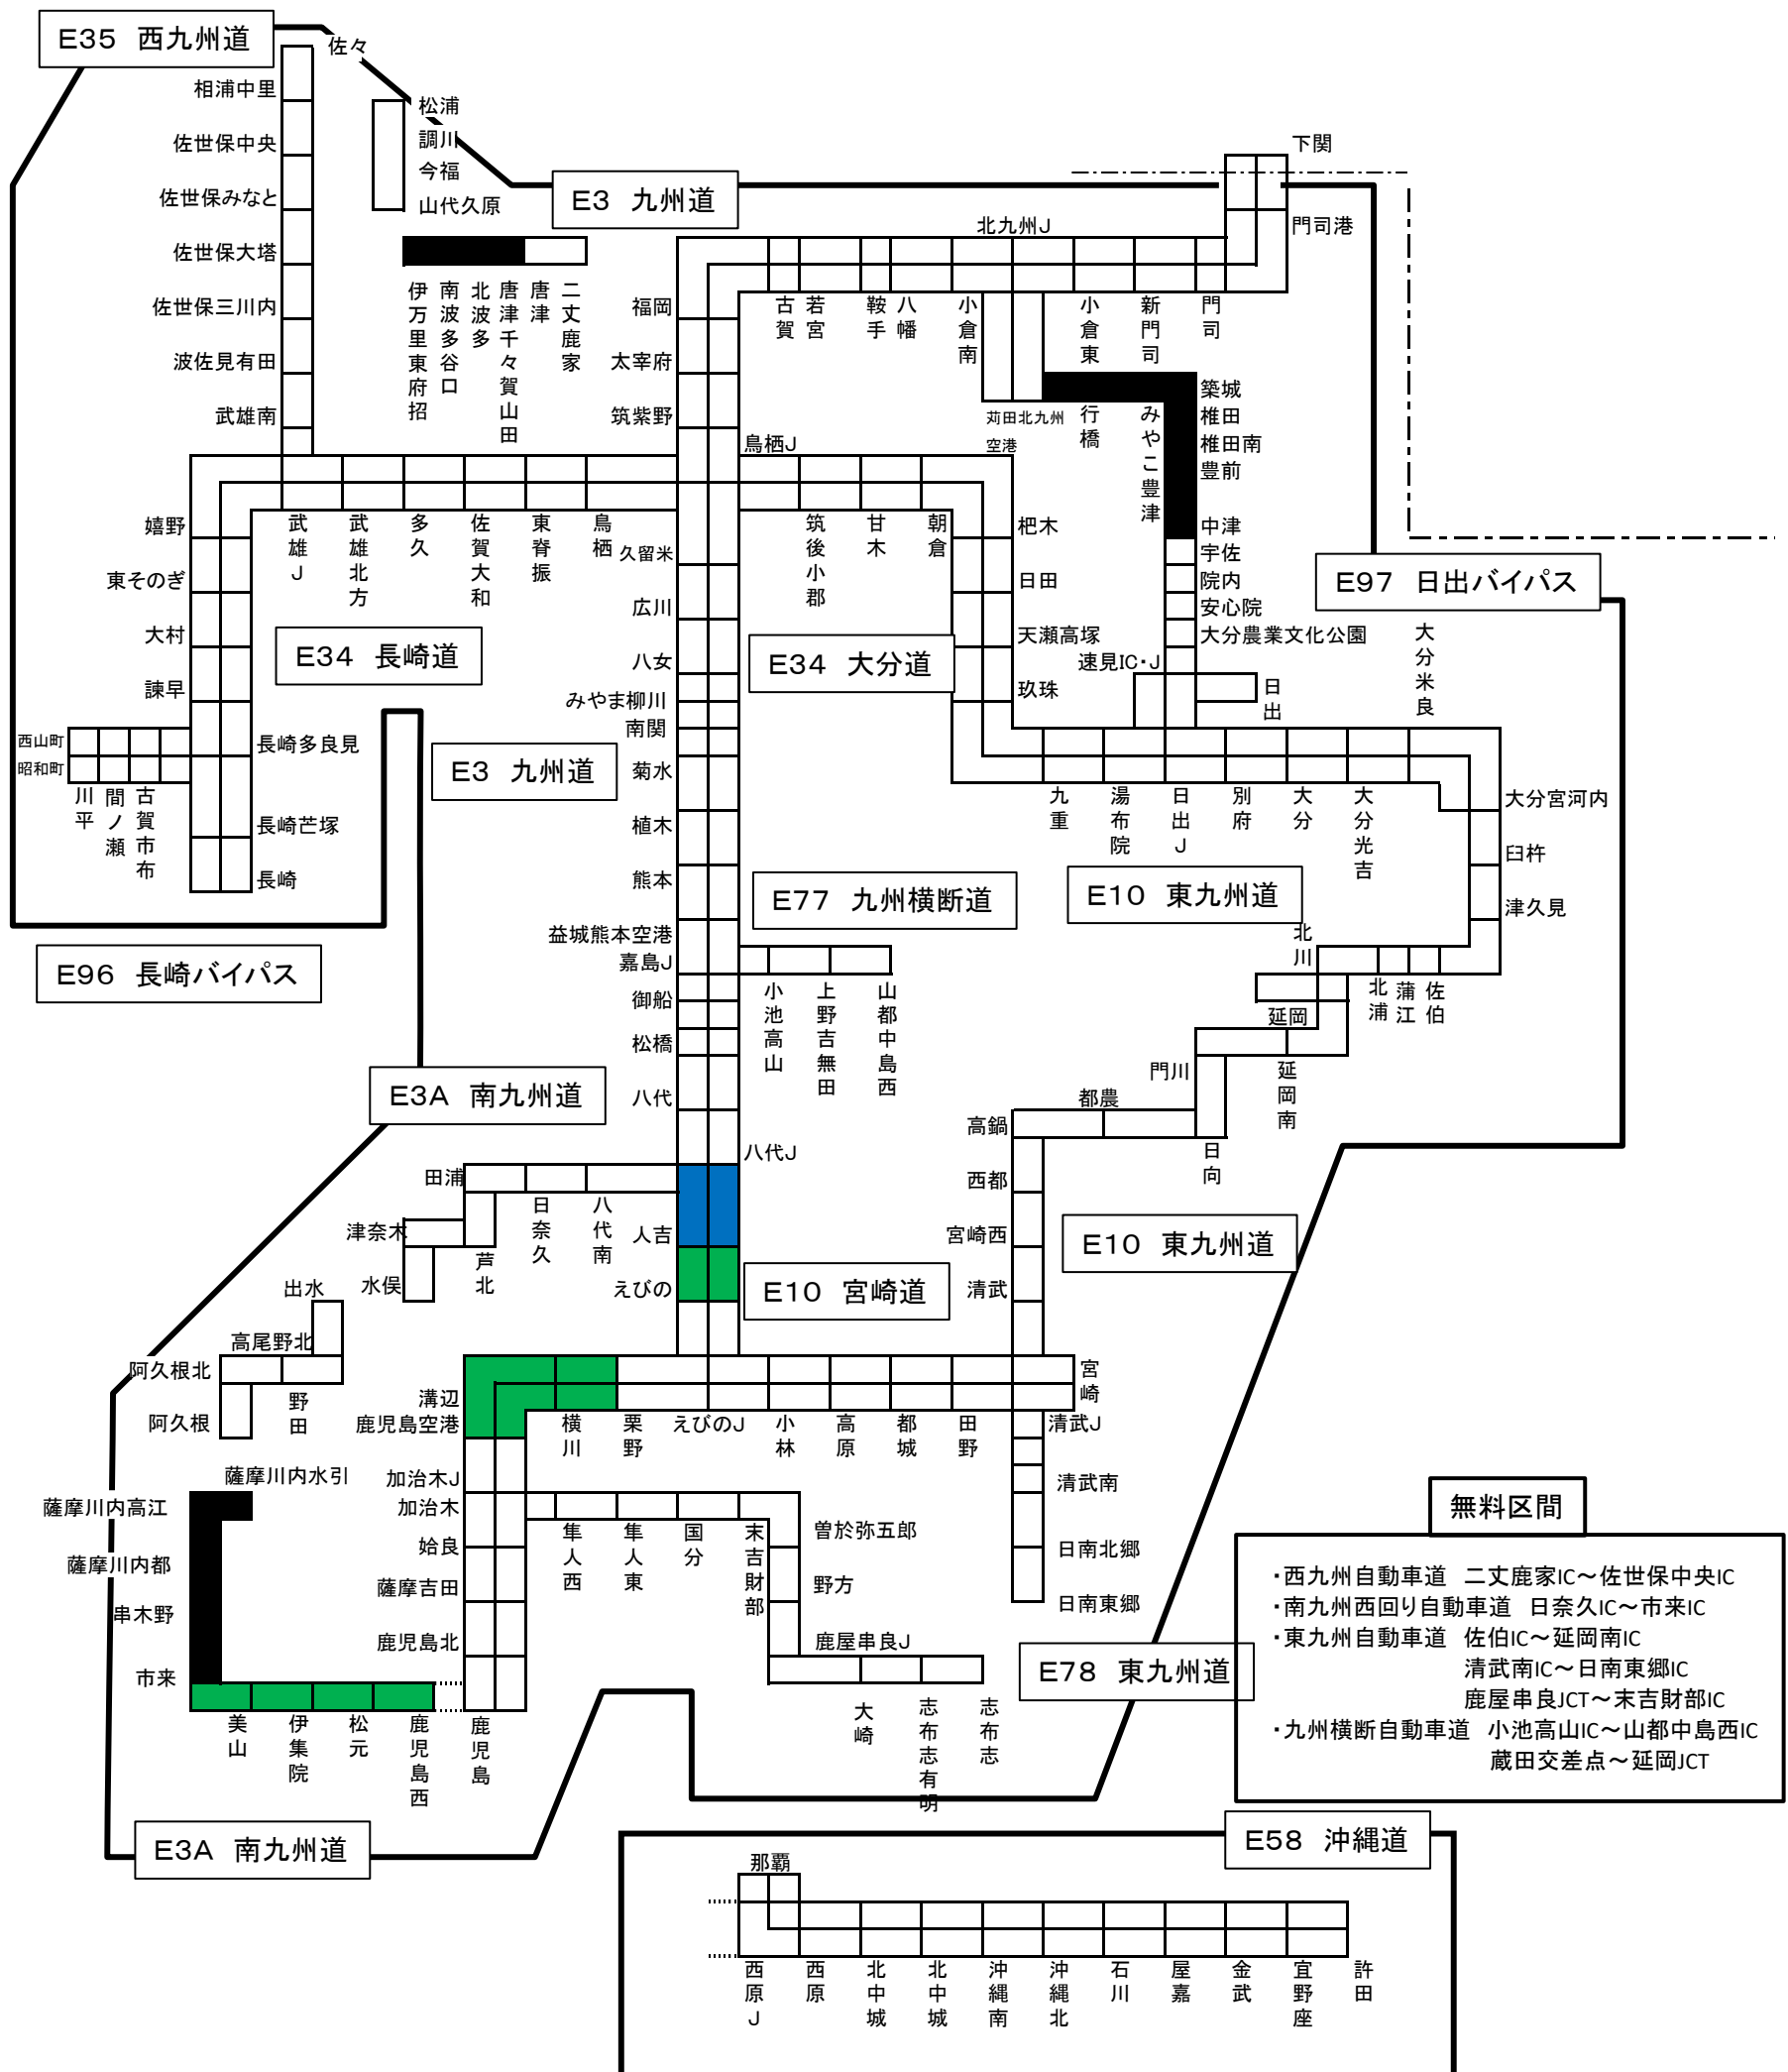 E35 西九州道
佐々
相浦中里
佐世保中央
佐世保みなと
佐世保大塔
佐世保三川内
波佐見有田
武雄南
松浦
調川
今福
山代久原
伊万里東府招
南波多谷口
北波多
唐津千々賀山田
唐津
二丈鹿家
E3 九州道
下関
門司港
北九州J
古賀
若宮
鞍手
八幡
小倉南
小倉東
新門司
門司
福岡
太宰府
筑紫野
鳥栖J
苅田北九州
空港
行橋
みやこ豊津
築城
椎田
椎田南
豊前
中津
宇佐
院内
安心院
大分農業文化公園
速見IC・J
日出
E97 日出バイパス
大分米良
嬉野
東そのぎ
大村
諫早
武雄J
武雄北方
多久
佐賀大和
東脊振
鳥栖
久留米
広川
八女
みやま柳川
南関
菊水
植木
熊本
益城熊本空港
嘉島J
御船
松橋
八代
八代J
人吉
えびの
筑後小郡
甘木
朝倉
杷木
日田
天瀬高塚
玖珠
E34 長崎道
E34 大分道
西山町
昭和町
川平
間ノ瀬
古賀市布
長崎多良見
長崎芒塚
長崎
E3 九州道
九重
湯布院
日出J
別府
大分
大分光吉
大分宮河内
臼杵
津久見
E77 九州横断道
E10 東九州道
E96 長崎バイパス
小池高山
上野吉無田
山都中島西
北川
北浦
蒲江
佐伯
延岡
延岡南
門川
日向
都農
高鍋
西都
宮崎西
清武
E3A 南九州道
田浦
日奈久
八代南
津奈木
芦北
水俣
E10 宮崎道
E10 東九州道
出水
高尾野北
阿久根北
野田
阿久根
溝辺
鹿児島空港
横川
栗野
えびのJ
小林
高原
都城
田野
宮崎
清武J
清武南
日南北郷
日南東郷
薩摩川内水引
薩摩川内高江
薩摩川内都
串木野
市来
美山
伊集院
松元
鹿児島西
鹿児島
加治木J
加治木
姶良
薩摩吉田
鹿児島北
隼人西
隼人東
国分
末吉財部
曽於弥五郎
野方
鹿屋串良J
大崎
志布志有明
志布志
E78 東九州道
無料区間
・西九州自動車道 二丈鹿家IC～佐世保中央IC
・南九州西回り自動車道 日奈久IC～市来IC
・東九州自動車道 佐伯IC～延岡南IC
清武南IC～日南東郷IC
鹿屋串良JCT～末吉財部IC
・九州横断自動車道 小池高山IC～山都中島西IC
蔵田交差点～延岡JCT
E3A 南九州道
E58 沖縄道
那覇
西原J
西原
北中城
北中城
沖縄南
沖縄北
石川
屋嘉
金武
宜野座
許田